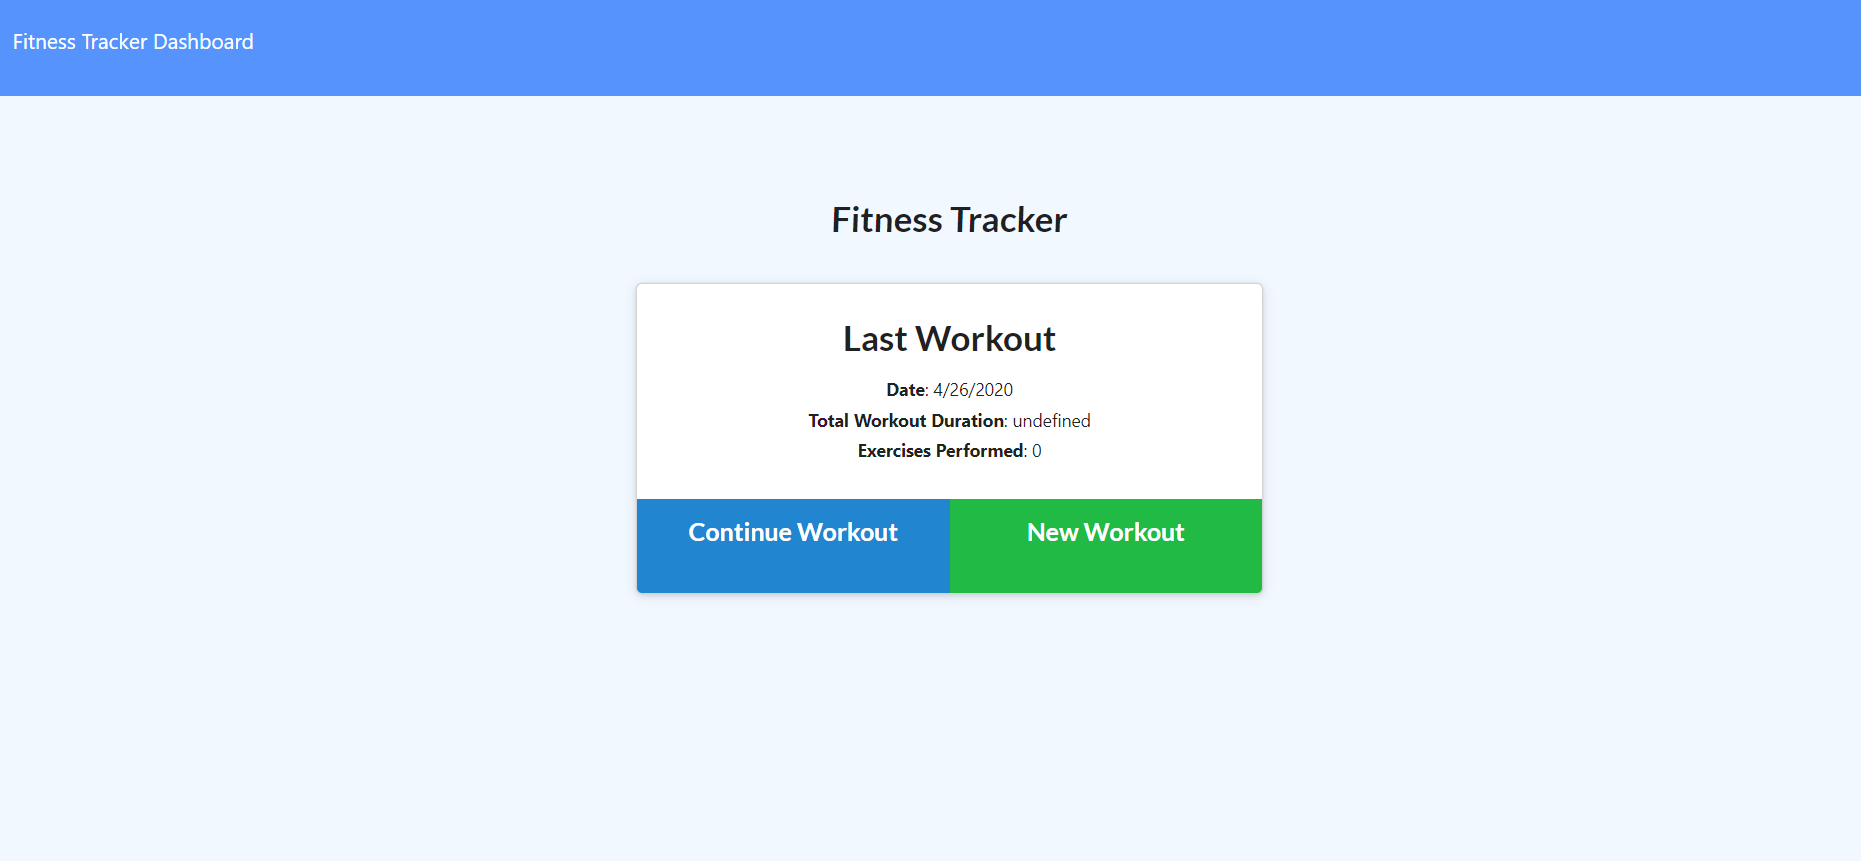 Fitness Tracker Dashboard
Fitness Tracker
Last Workout
Date: 4/26/2020
Total Workout Duration: undefined
Exercises Performed: 0
Continue Workout
New Workout